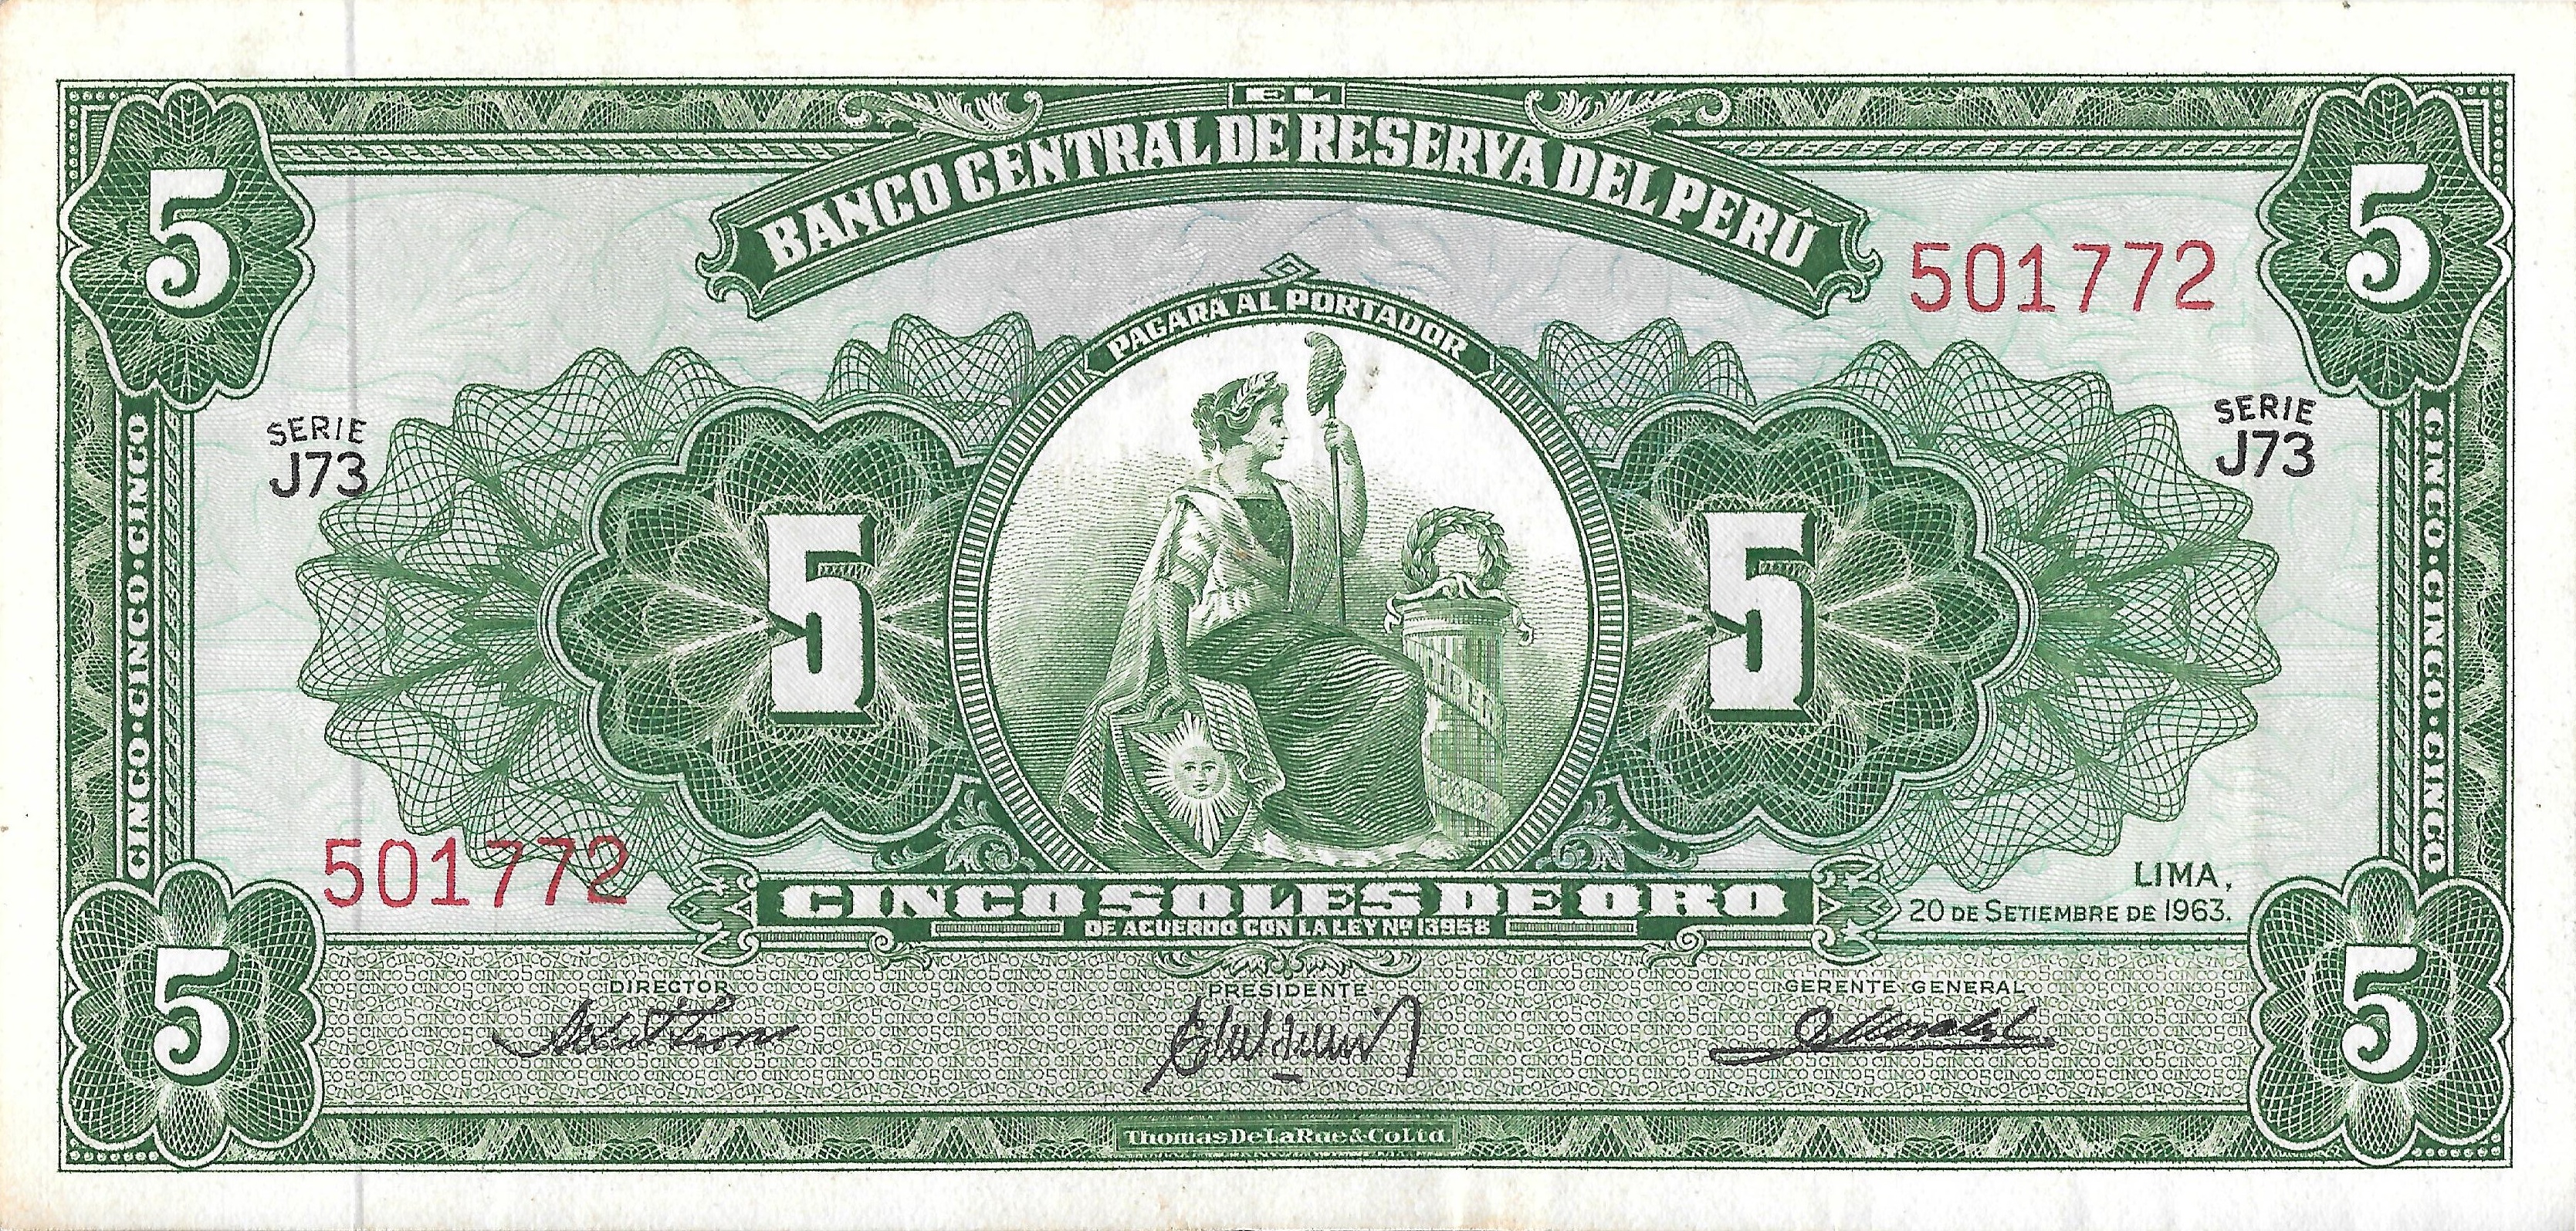 EL
BANCO CENTRAL DE RESERVA DEL PERÚ
5
5
501772
PAGARÁ AL PORTADOR
SERIE
J73
SERIE
J73
CINCO·CINCO·CINCO
5
5
CINCO·CINCO·CINCO
501772
CINCO SOLES DE ORO
DE ACUERDO CON LA LEY Nº 13958
LIMA,
20 DE SETIEMBRE DE 1963.
5
5
DIRECTOR
PRESIDENTE
GERENTE GENERAL
Thomas De La Rue & Co Ltd.